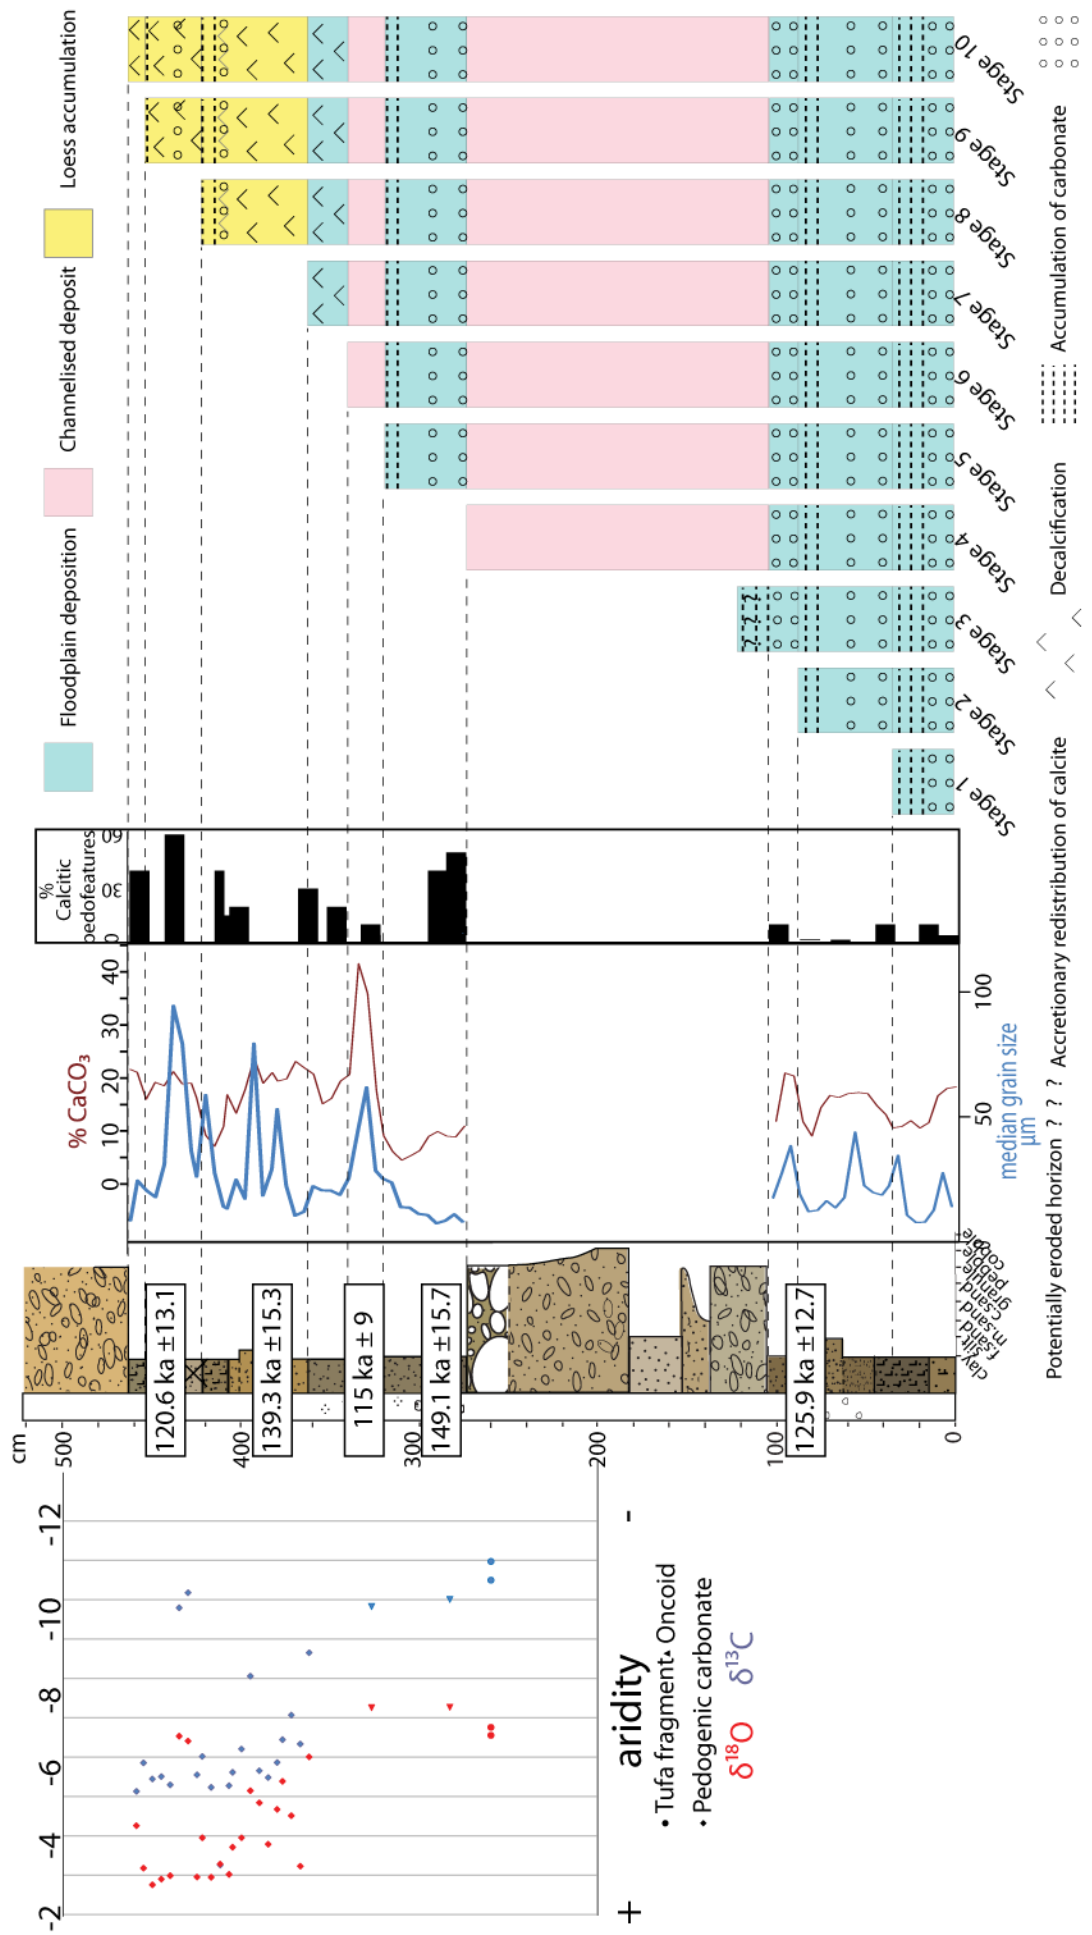 Floodplain deposition
Channelised deposit
Loess accumulation
-2
-4
-6
-8
-10
-12
+
aridity
-
• Tufa fragment ▲ Oncoid
◆ Pedogenic carbonate
δ18O
δ13C
cm
500
400
300
200
100
0
120.6 ka ±13.1
139.3 ka ±15.3
115 ka ± 9
149.1 ka ±15.7
125.9 ka ±12.7
clay
silt
f.sand
m.sand
c.sand
granule
pebble
cobble
% CaCO₃
0
10
20
30
40
median grain size
µm
50
100
%
Calcitic
pedofeatures
0
30
60
? ? ?
Stage 1
Stage 2
Stage 3
Stage 4
Stage 5
Stage 6
Stage 7
Stage 8
Stage 9
Stage 10
Potentially eroded horizon ? ? ?
Accretionary redistribution of calcite
Decalcification
Accumulation of carbonate